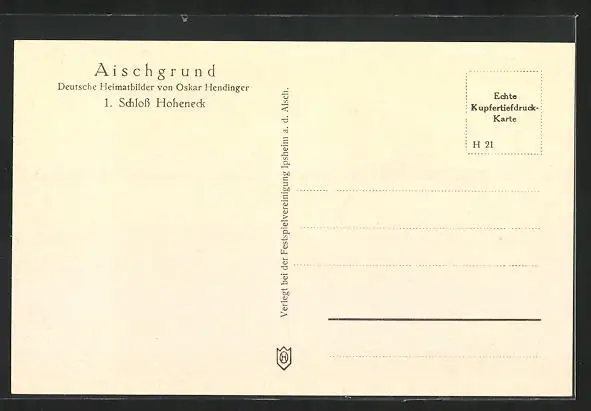 Aischgrund
Deutsche Heimatbilder von Oskar Hendinger
1. Schloß Hoheneck
Verlegt bei der Festspielvereinigung Ipsheim a. d. Aisch.
Echte
Kupfertiefdruck-
Karte
H 21
H